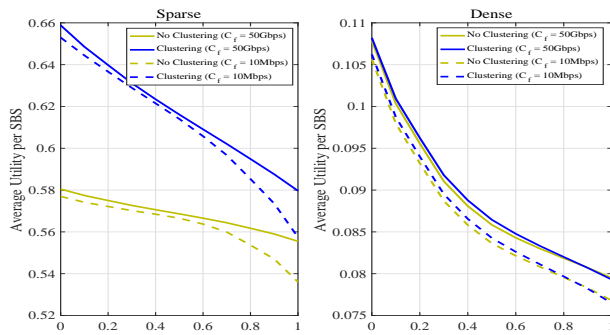 Sparse
No Clustering (C_f = 50Gbps)
Clustering (C_f = 50Gbps)
No Clustering (C_f = 10Mbps)
Clustering (C_f = 10Mbps)
Average Utility per SBS
0.66
0.64
0.62
0.6
0.58
0.56
0.54
0.52
0 0.2 0.4 0.6 0.8 1
Dense
No Clustering (C_f = 50Gbps)
Clustering (C_f = 50Gbps)
No Clustering (C_f = 10Mbps)
Clustering (C_f = 10Mbps)
Average Utility per SBS
0.11
0.105
0.1
0.095
0.09
0.085
0.08
0.075
0 0.2 0.4 0.6 0.8 1